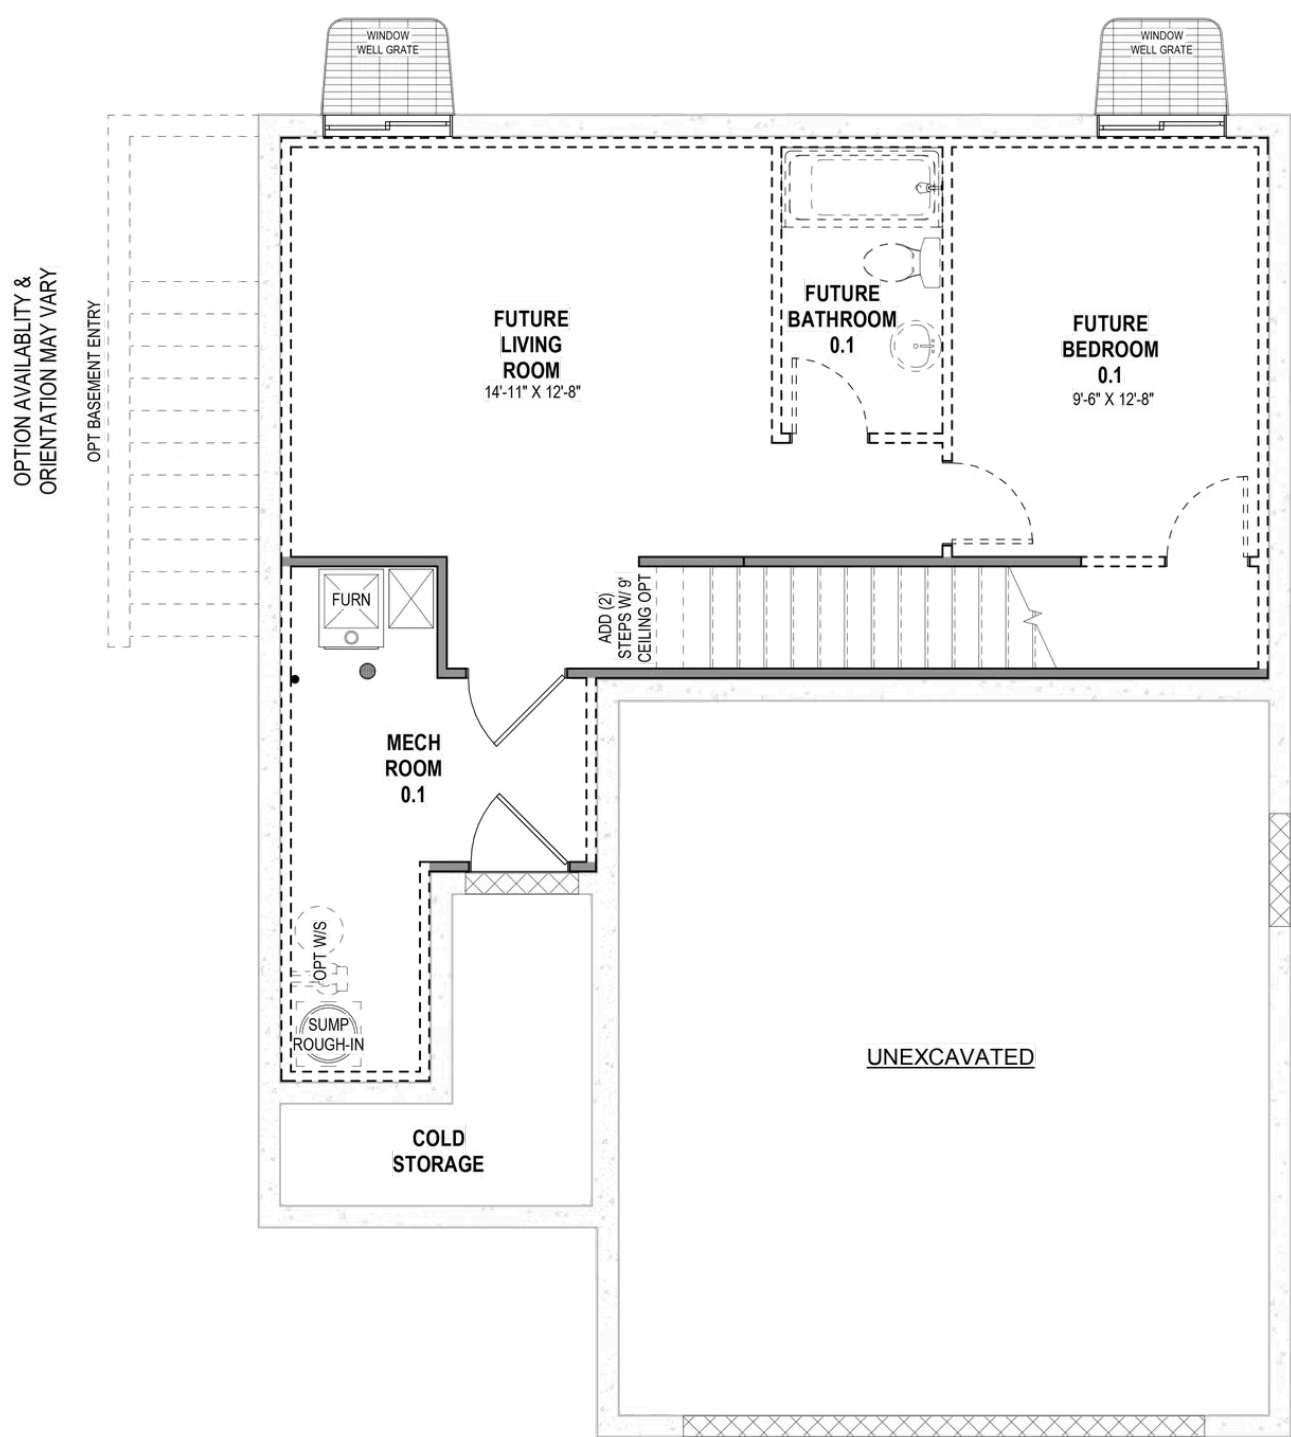 WINDOW
WELL GRATE
WINDOW
WELL GRATE
OPTION AVAILABLITY &
ORIENTATION MAY VARY
OPT BASEMENT ENTRY
FUTURE
LIVING
ROOM
14'-11" X 12'-8"
FUTURE
BATHROOM
0.1
FUTURE
BEDROOM
0.1
9'-6" X 12'-8"
FURN
ADD (2)
STEPS W/ 9'
CEILING OPT
MECH
ROOM
0.1
OPT W/S
SUMP
ROUGH-IN
UNEXCAVATED
COLD
STORAGE